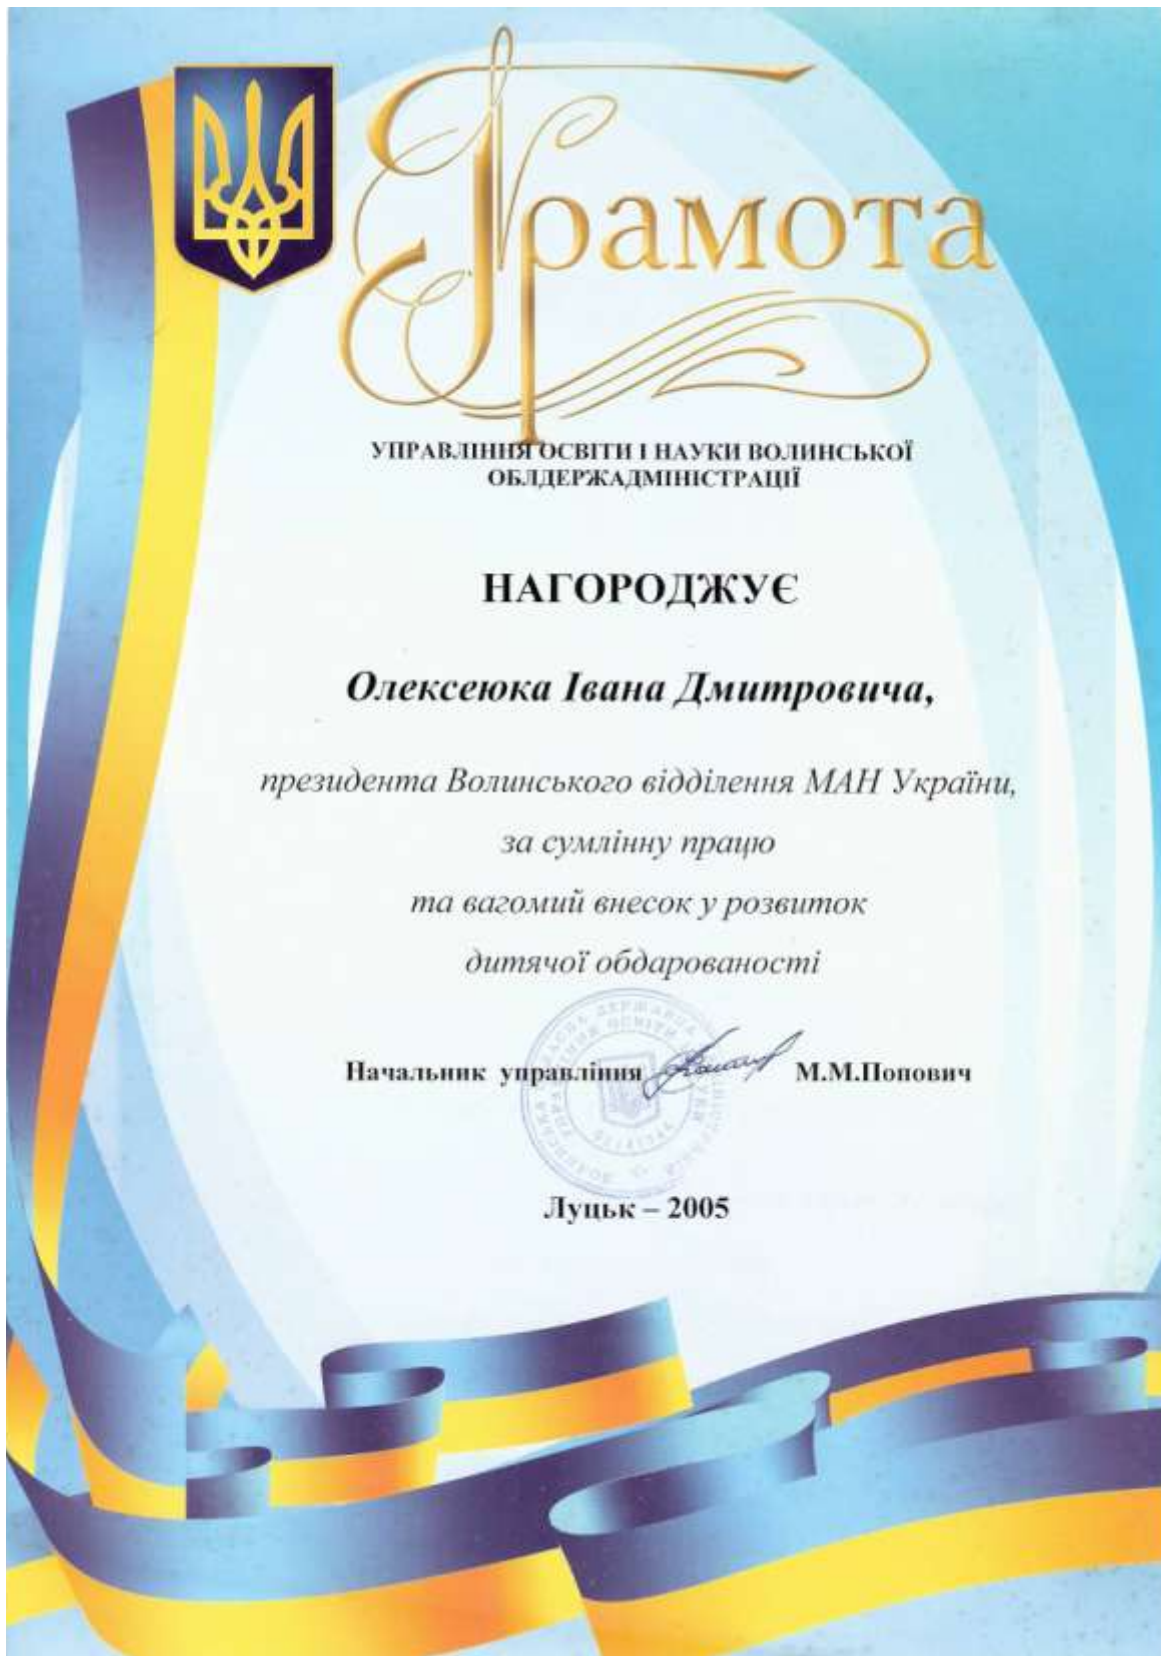 Грамота
УПРАВЛІННЯ ОСВІТИ І НАУКИ ВОЛИНСЬКОЇ
ОБЛДЕРЖАДМІНІСТРАЦІЇ
НАГОРОДЖУЄ
Олексеюка Івана Дмитровича,
президента Волинського відділення МАН України,
за сумлінну працю
та вагомий внесок у розвиток
дитячої обдарованості
Начальник управління М.М.Попович
Луцьк – 2005